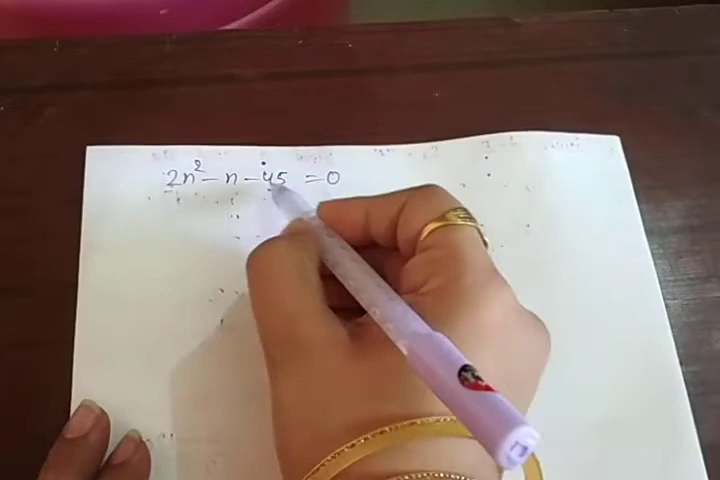 2n² - n - 45 = 0